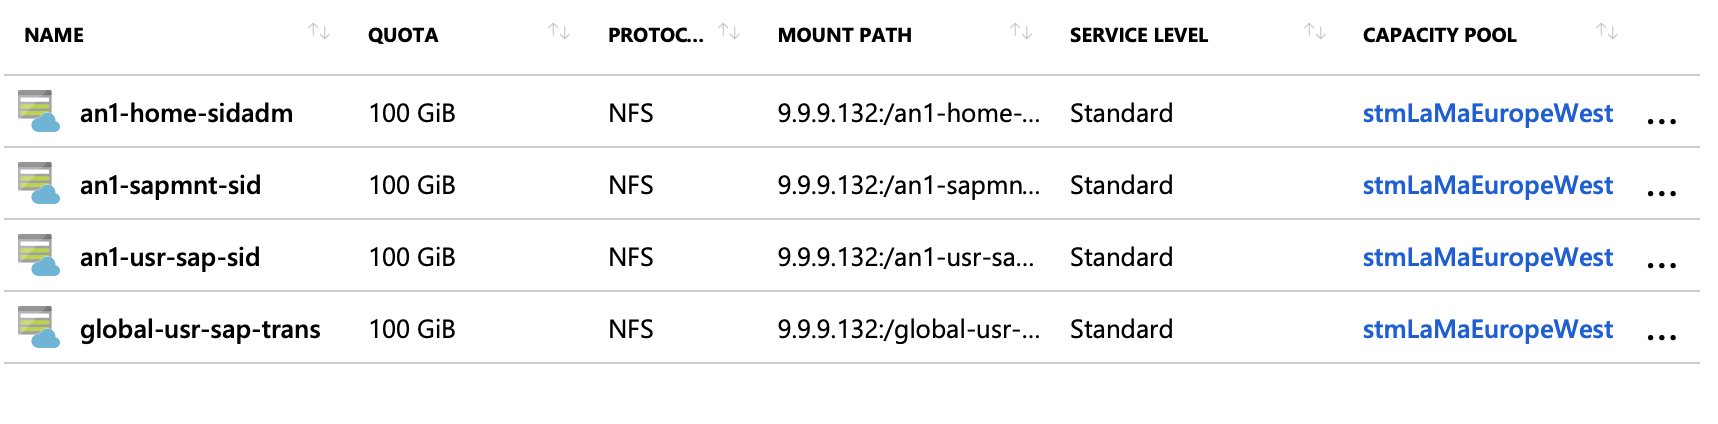 NAME QUOTA PROTOC... MOUNT PATH SERVICE LEVEL CAPACITY POOL
an1-home-sidadm 100 GiB NFS 9.9.9.132:/an1-home-... Standard stmLaMaEuropeWest ...
an1-sapmnt-sid 100 GiB NFS 9.9.9.132:/an1-sapmn... Standard stmLaMaEuropeWest ...
an1-usr-sap-sid 100 GiB NFS 9.9.9.132:/an1-usr-sa... Standard stmLaMaEuropeWest ...
global-usr-sap-trans 100 GiB NFS 9.9.9.132:/global-usr-... Standard stmLaMaEuropeWest ...